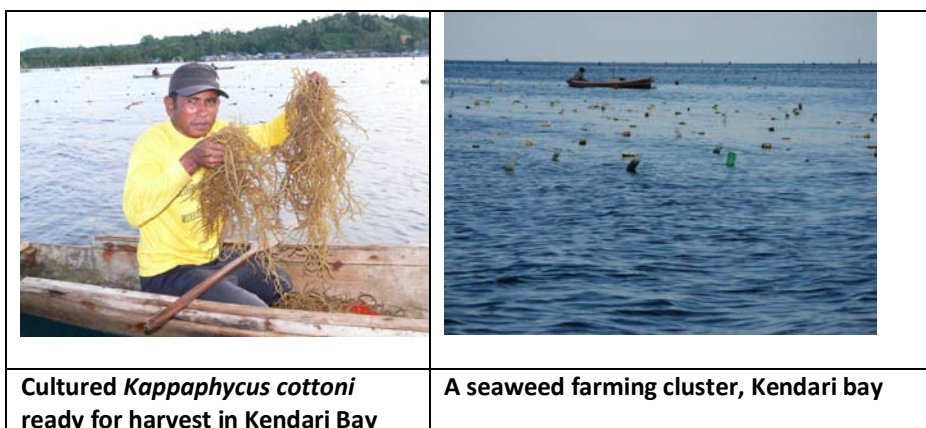 Cultured Kappaphycus cottoni
ready for harvest in Kendari Bay
A seaweed farming cluster, Kendari bay